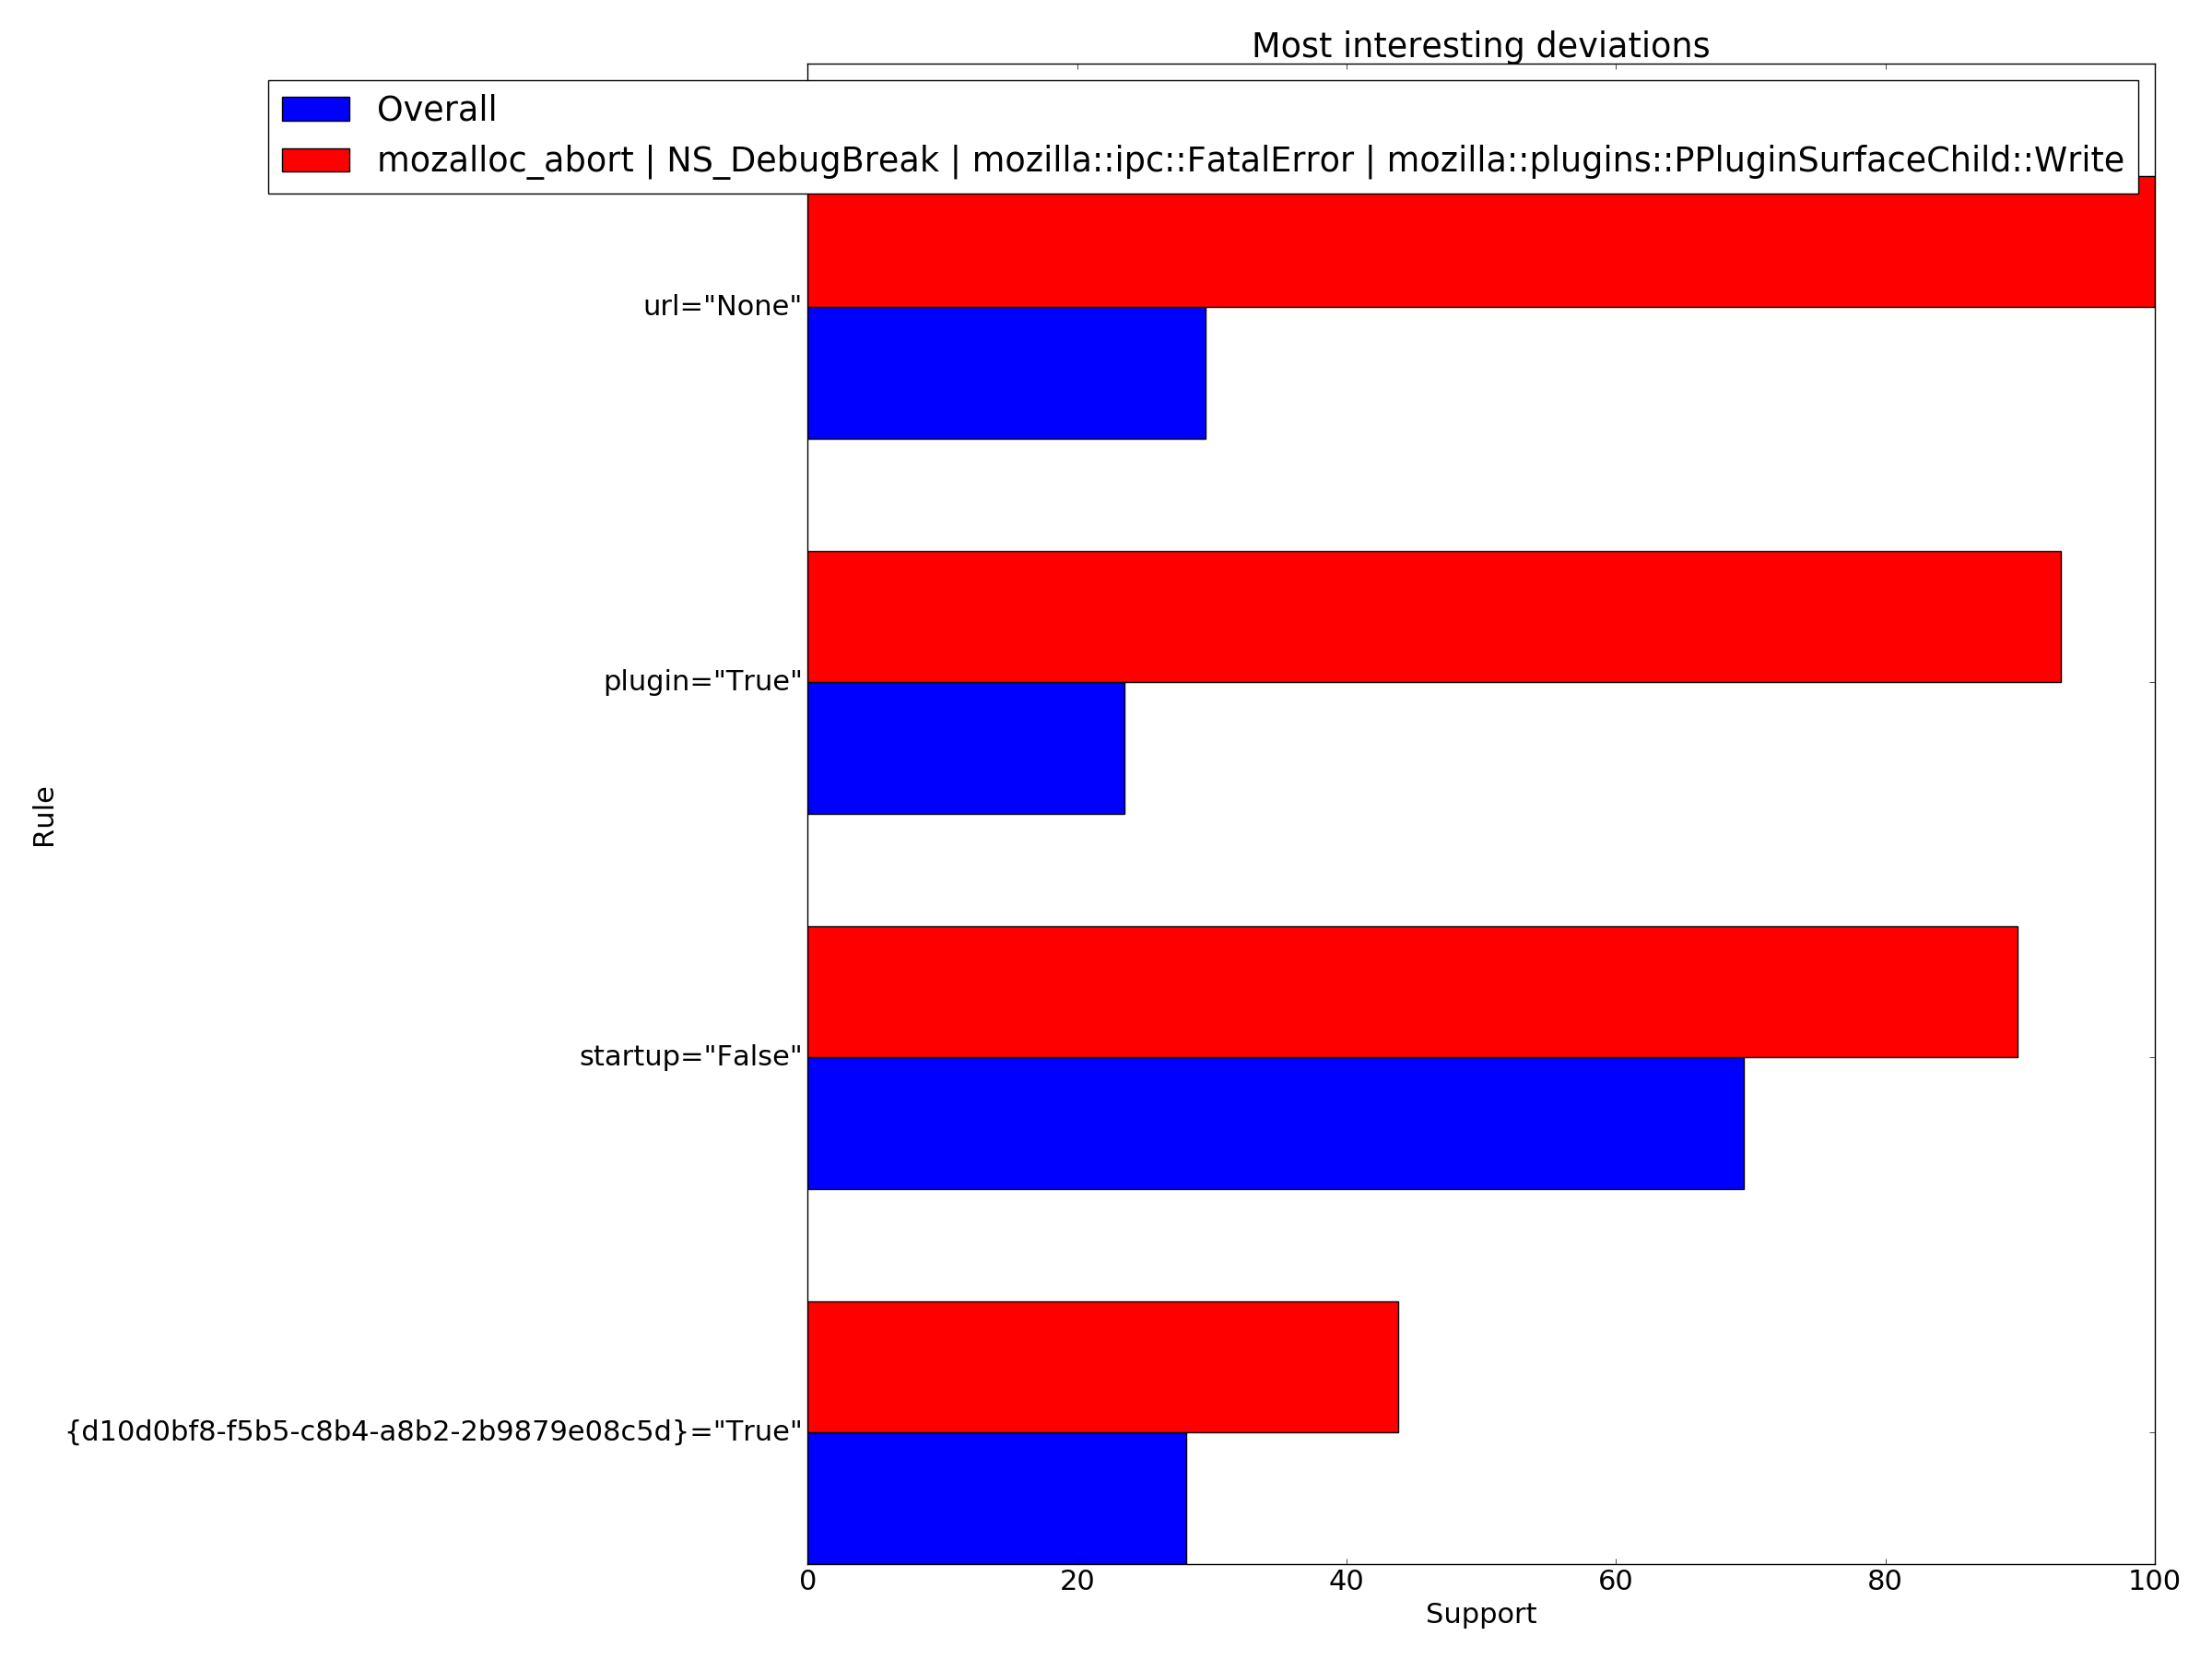 Most interesting deviations
Overall
mozalloc_abort | NS_DebugBreak | mozilla::ipc::FatalError | mozilla::plugins::PPluginSurfaceChild::Write
url="None"
plugin="True"
Rule
startup="False"
{d10d0bf8-f5b5-c8b4-a8b2-2b9879e08c5d}="True"
0 20 40 60 80 100
Support